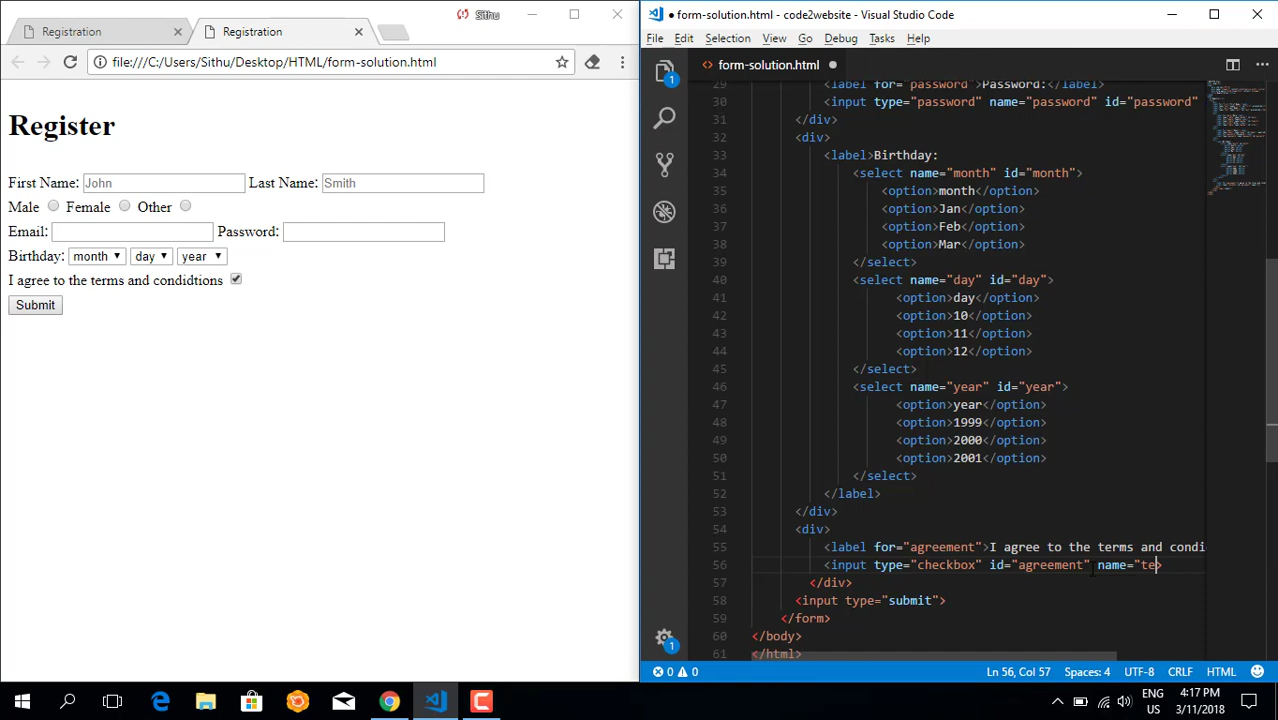 Registration
Registration
Sithu
file:///C:/Users/Sithu/Desktop/HTML/form-solution.html
Register
First Name: John Last Name: Smith
Male Female Other
Email: Password:
Birthday: month day year
I agree to the terms and condidtions
Submit
● form-solution.html - code2website - Visual Studio Code
File Edit Selection View Go Debug Tasks Help
form-solution.html
29 <label for="password">Password:</label>
30 <input type="password" name="password" id="password"
31 </div>
32 <div>
33 <label>Birthday:
34 <select name="month" id="month">
35 <option>month</option>
36 <option>Jan</option>
37 <option>Feb</option>
38 <option>Mar</option>
39 </select>
40 <select name="day" id="day">
41 <option>day</option>
42 <option>10</option>
43 <option>11</option>
44 <option>12</option>
45 </select>
46 <select name="year" id="year">
47 <option>year</option>
48 <option>1999</option>
49 <option>2000</option>
50 <option>2001</option>
51 </select>
52 </label>
53 </div>
54 <div>
55 <label for="agreement">I agree to the terms and condi
56 <input type="checkbox" id="agreement" name="te>
57 </div>
58 <input type="submit">
59 </form>
60 </body>
61 </html>
1
1
0 0 Ln 56, Col 57 Spaces: 4 UTF-8 CRLF HTML
ENG
US
4:17 PM
3/11/2018